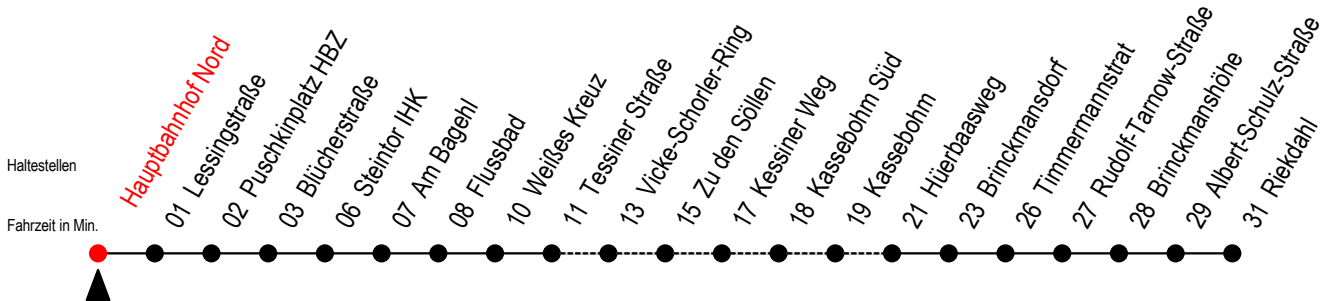 Haltestellen
Fahrzeit in Min.
Hauptbahnhof Nord
01 Lessingstraße
02 Puschkinplatz HBZ
03 Blücherstraße
06 Steintor IHK
07 Am Bagehl
08 Flussbad
10 Weißes Kreuz
11 Tessiner Straße
13 Vicke-Schorler-Ring
15 Zu den Söllen
17 Kessiner Weg
18 Kassebohm Süd
19 Kassebohm
21 Hüerbaasweg
23 Brinckmansdorf
26 Timmermannstrat
27 Rudolf-Tarnow-Straße
28 Brinckmanshöhe
29 Albert-Schulz-Straße
31 Riekdahl